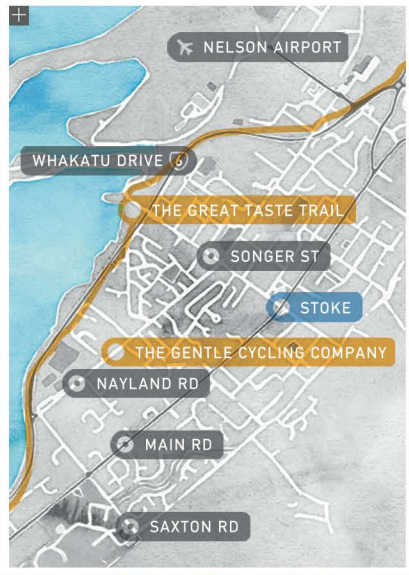 NELSON AIRPORT
WHAKATU DRIVE 6
THE GREAT TASTE TRAIL
SONGER ST
STOKE
THE GENTLE CYCLING COMPANY
NAYLAND RD
MAIN RD
SAXTON RD